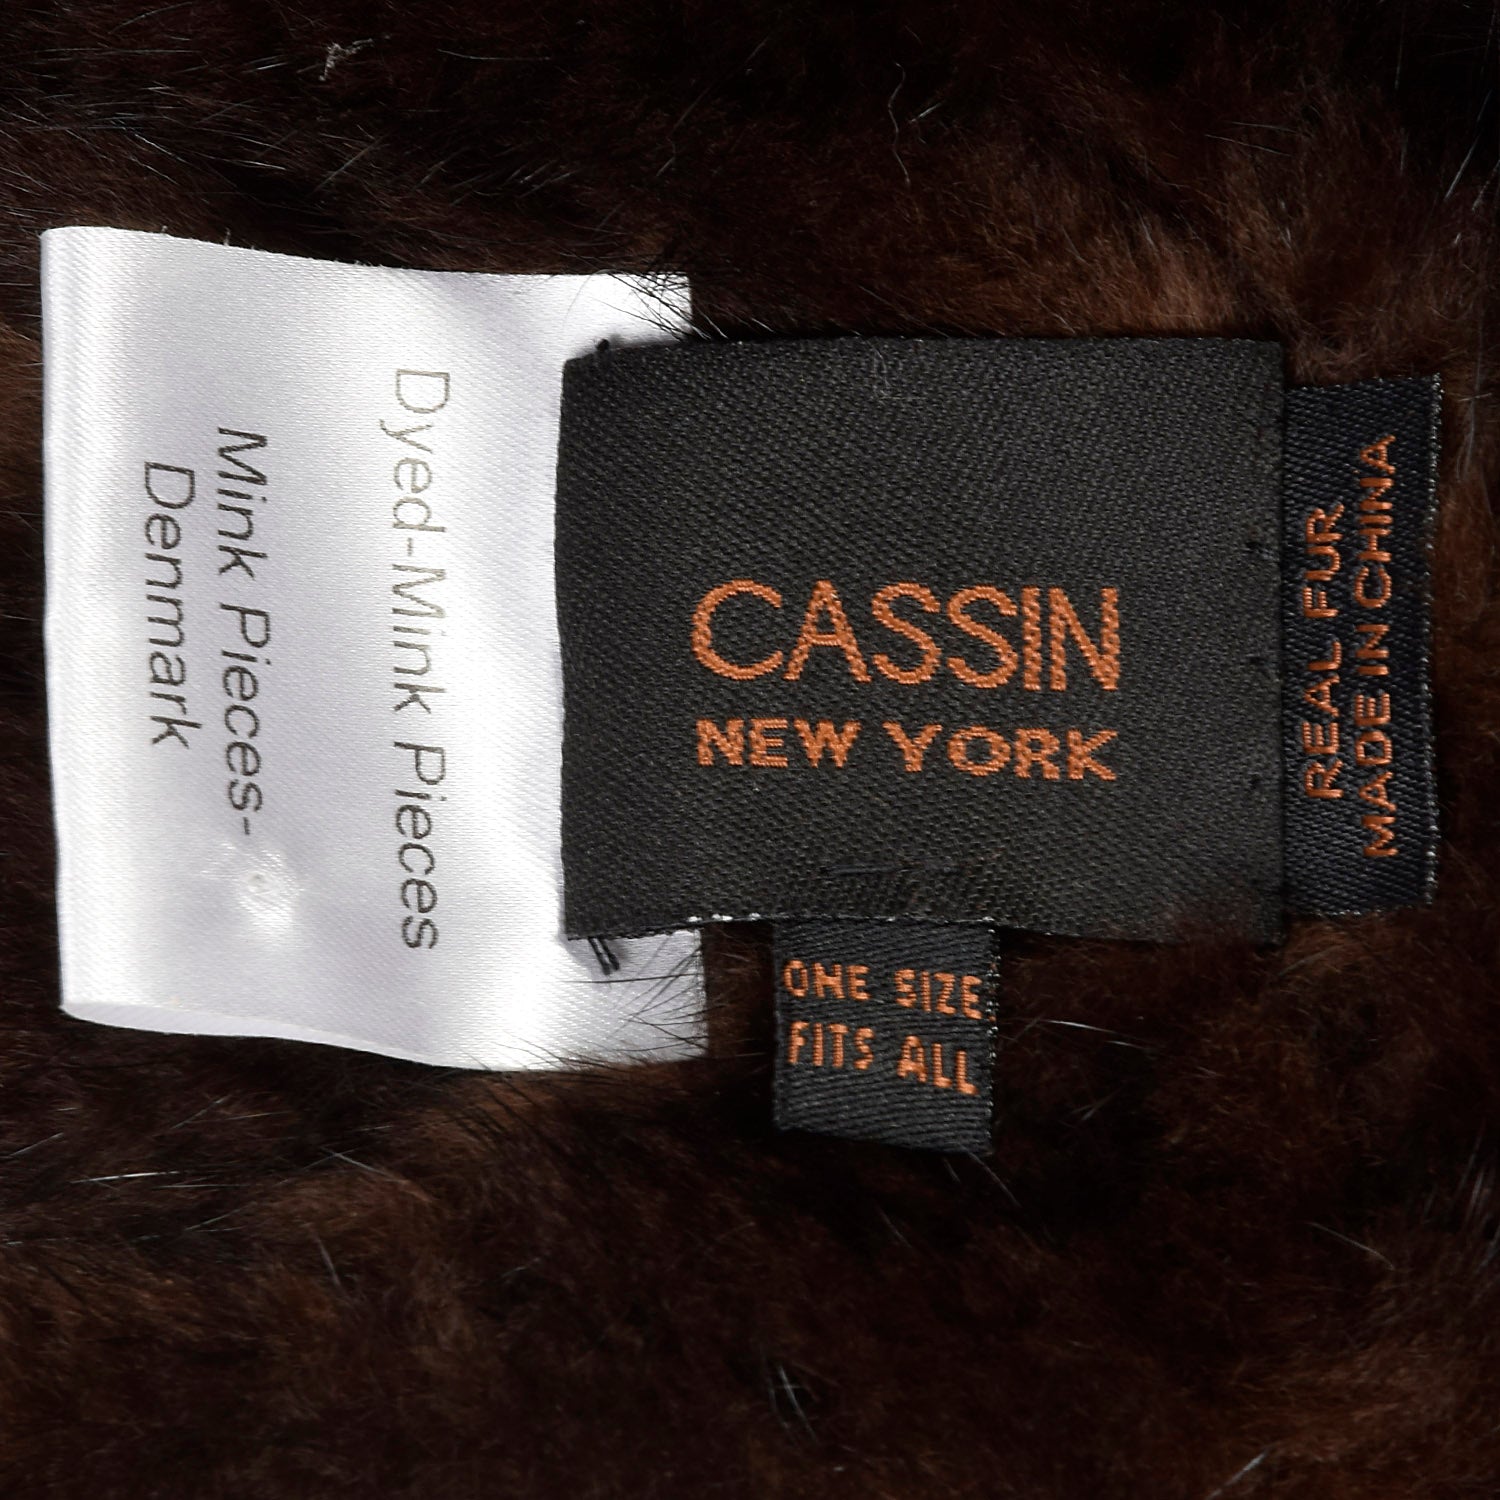 Dyed-Mink Pieces
Mink Pieces-
Denmark
CASSIN
NEW YORK
REAL FUR
MADE IN CHINA
ONE SIZE
FITS ALL